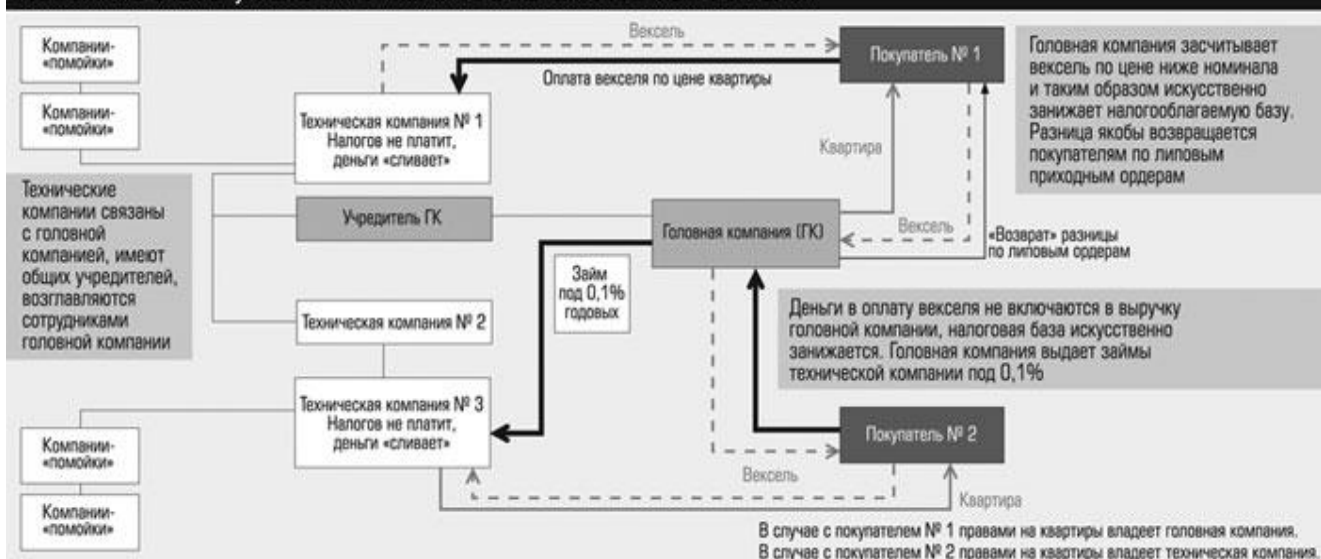 Компании-
«помойки»
Компании-
«помойки»
Вексель
Оплата векселя по цене квартиры
Покупатель № 1
Головная компания засчитывает
вексель по цене ниже номинала
и таким образом искусственно
занижает налогооблагаемую базу.
Разница якобы возвращается
покупателям по липовым
приходным ордерам
Техническая компания № 1
Налогов не платит,
деньги «сливает»
Квартира
Технические
компании связаны
с головной
компанией, имеют
общих учредителей,
возглавляются
сотрудниками
головной компании
Учредитель ГК
Головная компания (ГК)
Вексель
«Возврат» разницы
по липовым ордерам
Займ
под 0,1%
годовых
Техническая компания № 2
Деньги в оплату векселя не включаются в выручку
головной компании, налоговая база искусственно
занижается. Головная компания выдает займы
технической компании под 0,1%
Техническая компания № 3
Налогов не платит,
деньги «сливает»
Покупатель № 2
Компании-
«помойки»
Компании-
«помойки»
Вексель
Квартира
В случае с покупателем № 1 правами на квартиры владеет головная компания.
В случае с покупателем № 2 правами на квартиры владеет техническая компания.